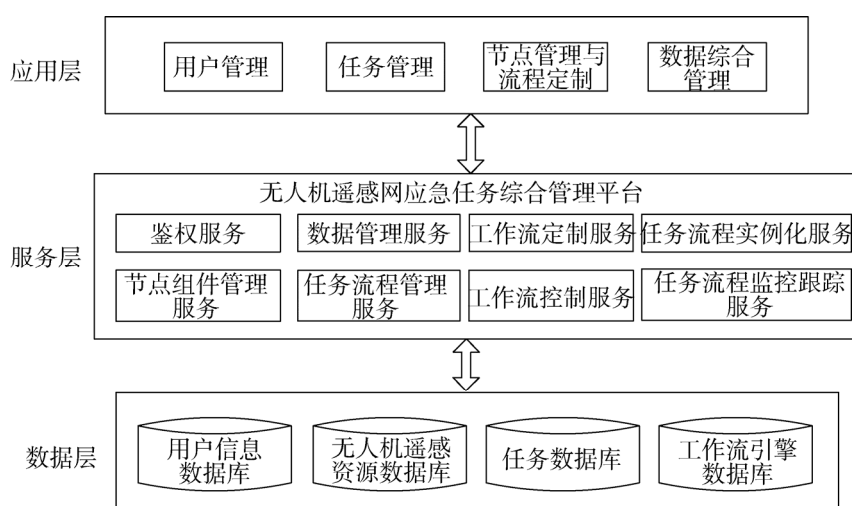 应用层
用户管理
任务管理
节点管理与
流程定制
数据综合
管理
无人机遥感网应急任务综合管理平台
服务层
鉴权服务
数据管理服务
工作流定制服务
任务流程实例化服务
节点组件管理
服务
任务流程管理
服务
工作流控制服务
任务流程监控跟踪
服务
数据层
用户信息
数据库
无人机遥感
资源数据库
任务数据库
工作流引擎
数据库